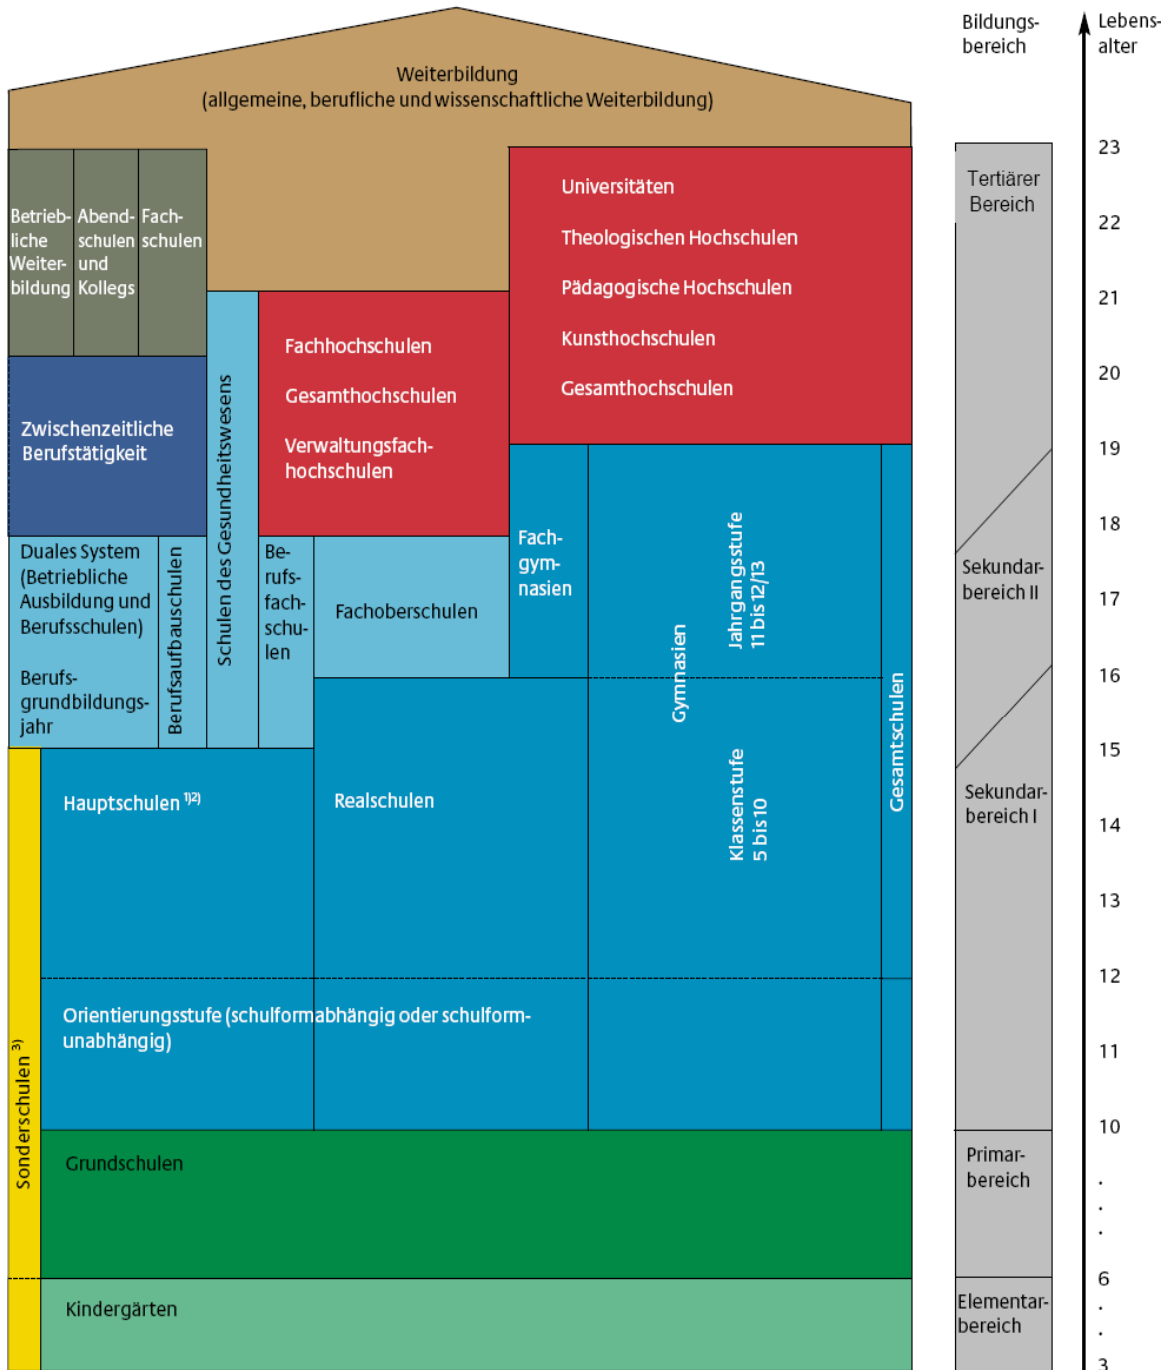 Weiterbildung
(allgemeine, berufliche und wissenschaftliche Weiterbildung)
Betrieb-
liche
Weiter-
bildung
Abend-
schulen
und
Kollegs
Fach-
schulen
Universitäten
Theologischen Hochschulen
Pädagogische Hochschulen
Kunsthochschulen
Gesamthochschulen
Fachhochschulen
Gesamthochschulen
Verwaltungsfach-
hochschulen
Zwischenzeitliche
Berufstätigkeit
Schulen des Gesundheitswesens
Duales System
(Betriebliche
Ausbildung und
Berufsschulen)
Berufs-
grundbildungs-
jahr
Berufsaufbauschulen
Be-
rufs-
fach-
schu-
len
Fachoberschulen
Fach-
gym-
nasien
Gymnasien
Jahrgangsstufe
11 bis 12/13
Klassenstufe
5 bis 10
Gesamtschulen
Hauptschulen 1)2)
Realschulen
Orientierungsstufe (schulformabhängig oder schulform-
unabhängig)
Sonderschulen 3)
Grundschulen
Kindergärten
Bildungs-
bereich
Tertiärer
Bereich
Sekundar-
bereich II
Sekundar-
bereich I
Primar-
bereich
Elementar-
bereich
Lebens-
alter
23
22
21
20
19
18
17
16
15
14
13
12
11
10
.
.
.
6
.
.
3